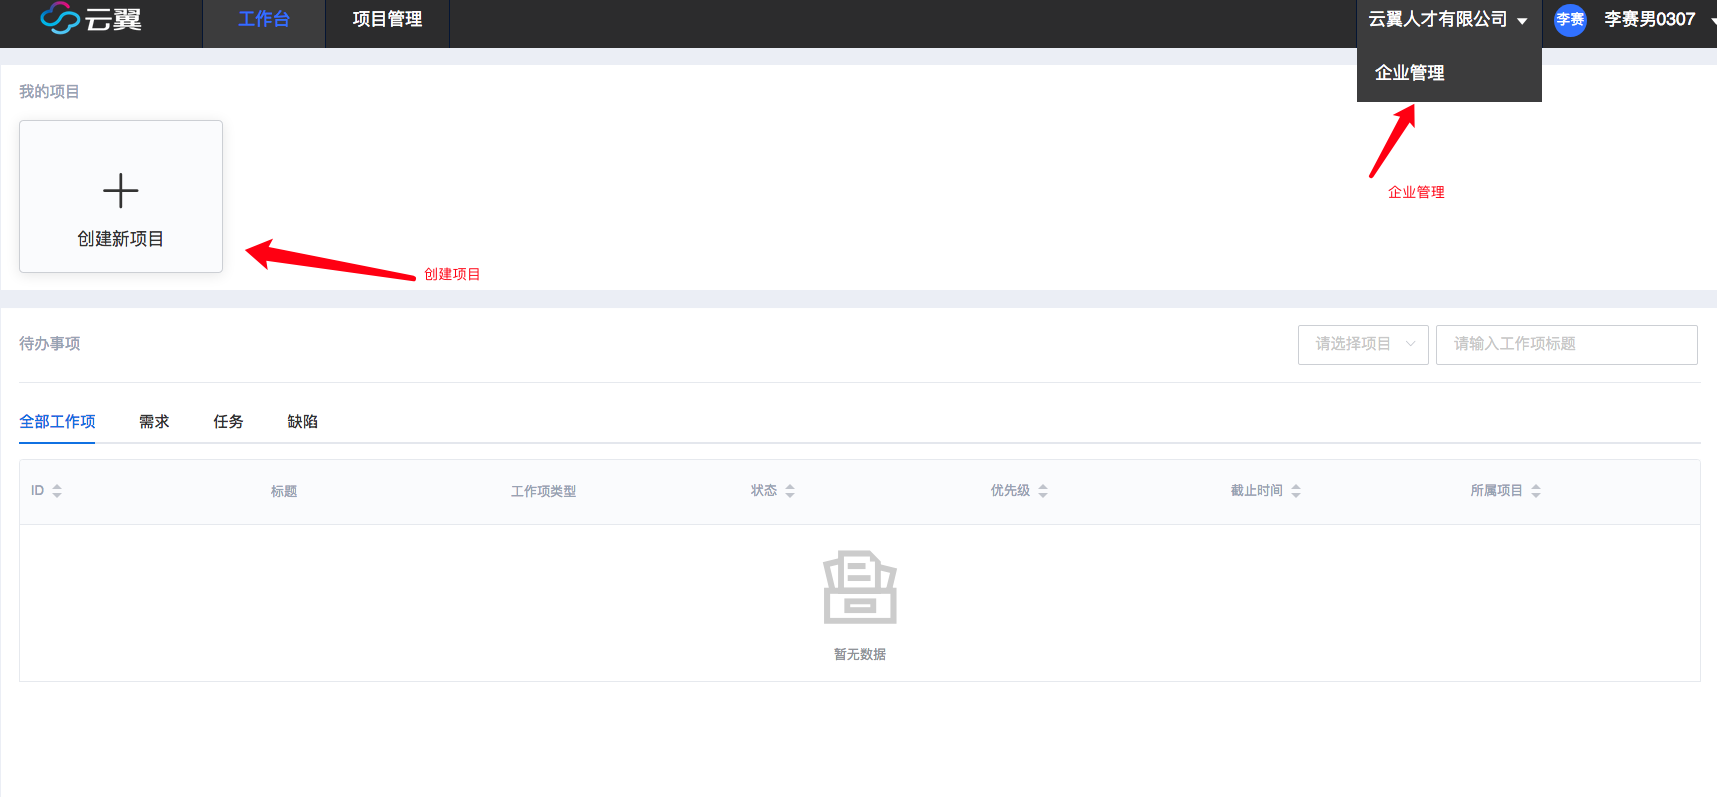 云翼
工作台
项目管理
云翼人才有限公司
李赛
李赛男0307
企业管理
我的项目
企业管理
创建新项目
创建项目
待办事项
请选择项目
请输入工作项标题
全部工作项
需求
任务
缺陷
ID
标题
工作项类型
状态
优先级
截止时间
所属项目
暂无数据